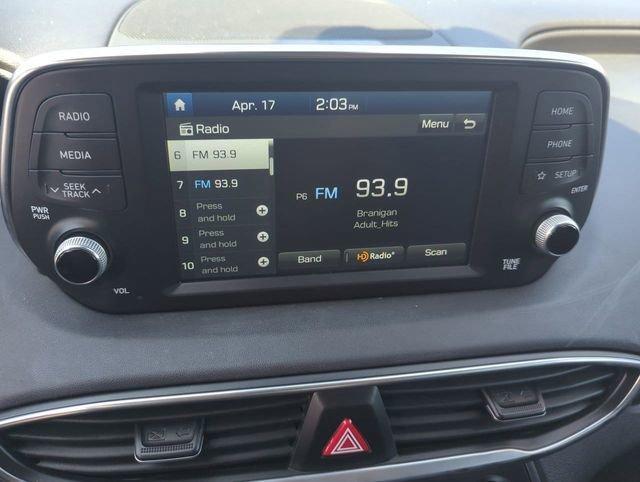 Apr. 17 2:03 PM
Radio
Menu
6 FM 93.9
7 FM 93.9
8 Press and hold
9 Press and hold
10 Press and hold
P6 FM 93.9
Branigan
Adult_Hits
Band
HD Radio®
Scan
RADIO
MEDIA
SEEK
TRACK
PWR
PUSH
VOL
HOME
PHONE
SETUP
ENTER
TUNE
FILE